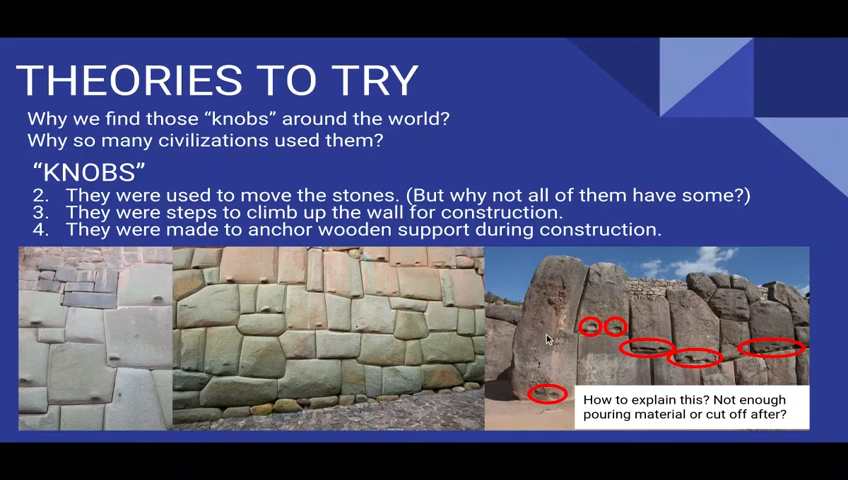 THEORIES TO TRY
Why we find those “knobs” around the world?
Why so many civilizations used them?
“KNOBS”
2. They were used to move the stones. (But why not all of them have some?)
3. They were steps to climb up the wall for construction.
4. They were made to anchor wooden support during construction.
How to explain this? Not enough
pouring material or cut off after?